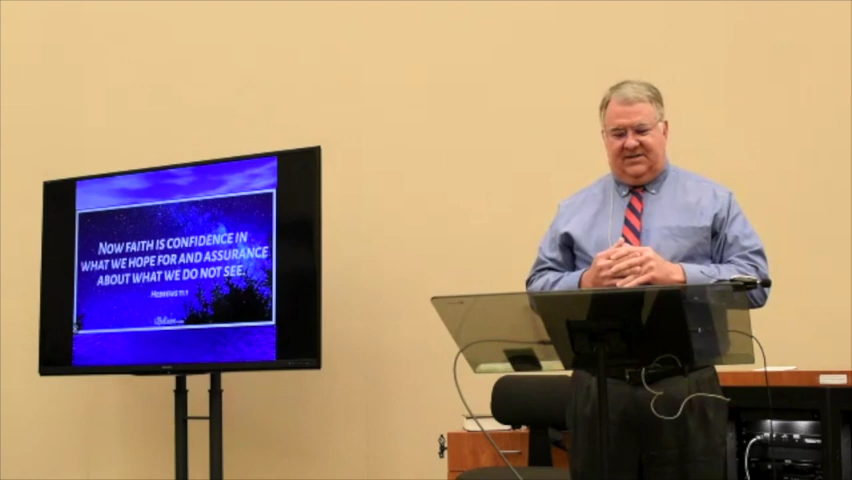 NOW FAITH IS CONFIDENCE IN
WHAT WE HOPE FOR AND ASSURANCE
ABOUT WHAT WE DO NOT SEE.
HEBREWS 11:1